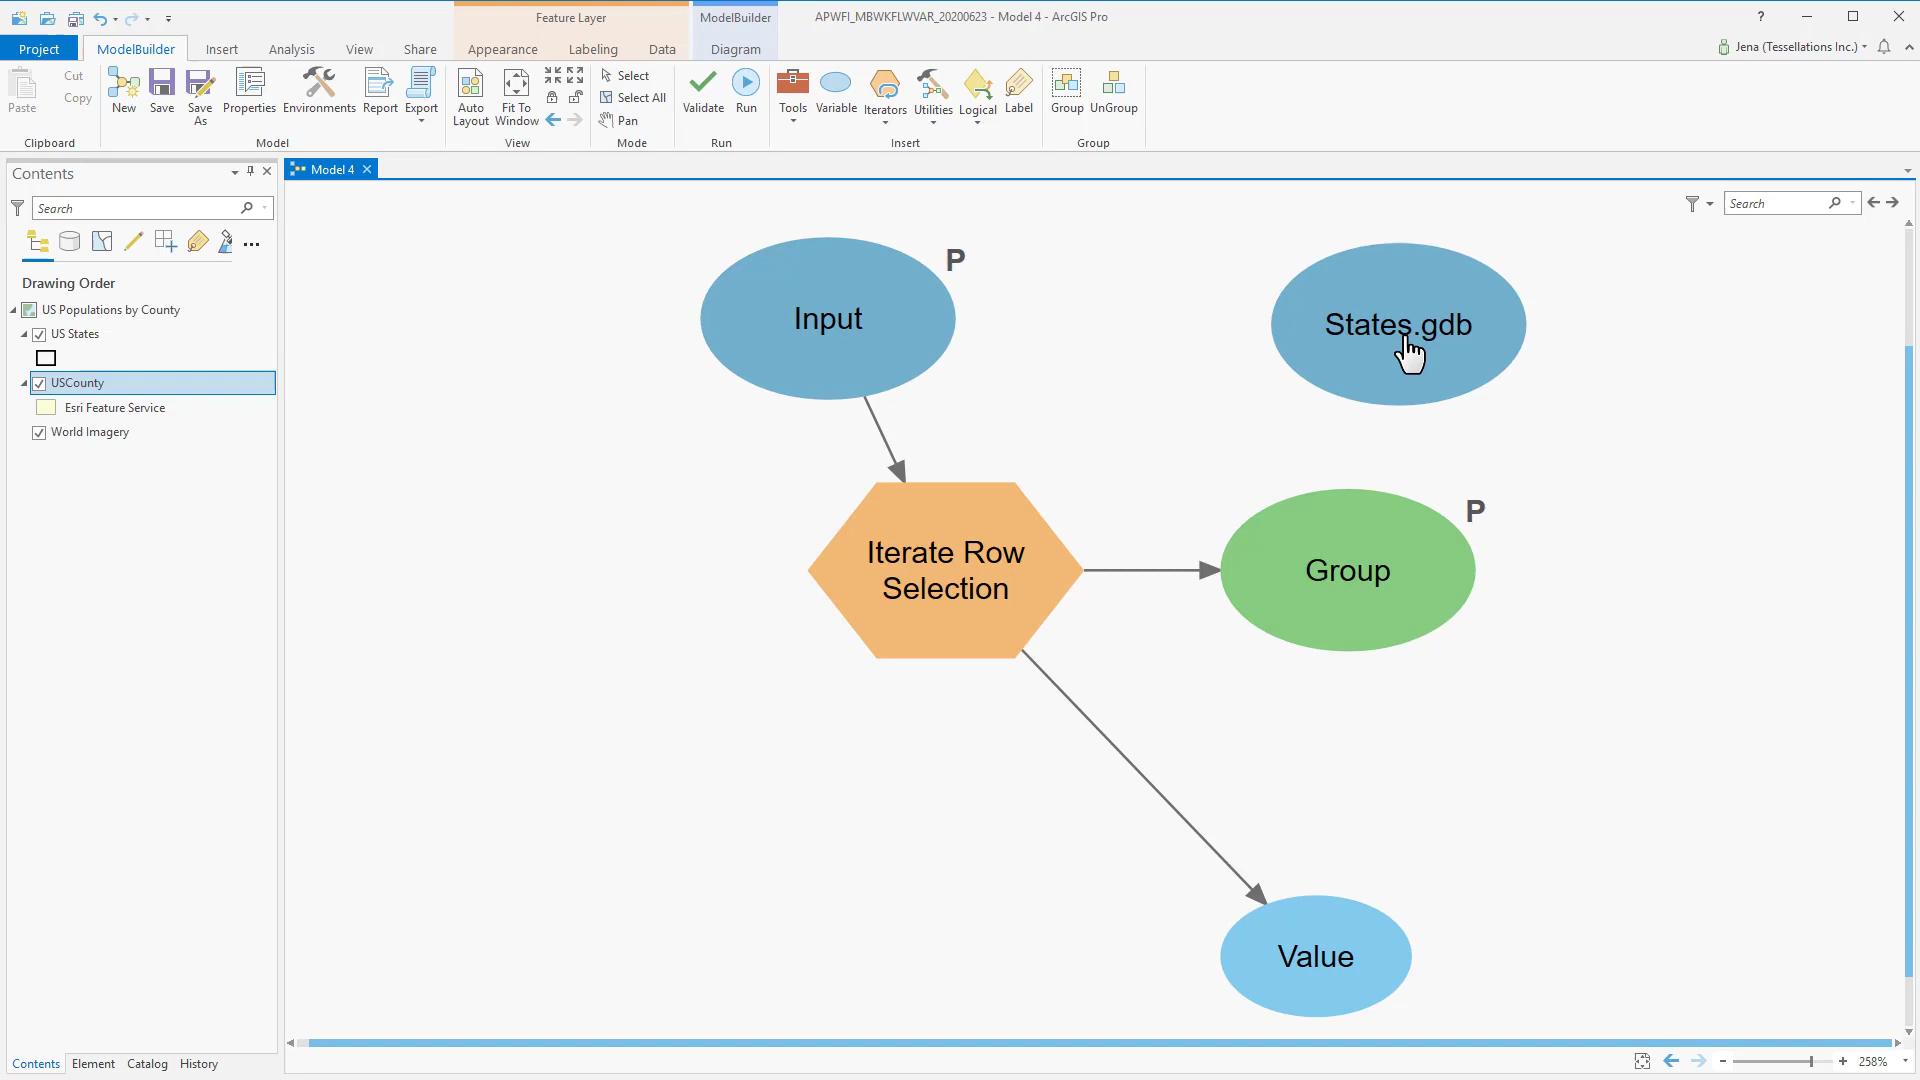 Feature Layer
ModelBuilder
APWFI_MBWKFLWVAR_20200623 - Model 4 - ArcGIS Pro
?
Project
ModelBuilder
Insert
Analysis
View
Share
Appearance
Labeling
Data
Diagram
Jena (Tessellations Inc.)
Paste
Cut
Copy
Clipboard
New
Save
Save As
Properties
Environments
Report
Export
Model
Auto Layout
Fit To Window
View
Select
Select All
Pan
Mode
Validate
Run
Run
Tools
Variable
Iterators
Utilities
Logical
Label
Insert
Group
UnGroup
Group
Contents
Search
Drawing Order
US Populations by County
US States
USCounty
Esri Feature Service
World Imagery
Model 4
Search
Input
P
States.gdb
Iterate Row
Selection
Group
P
Value
Contents
Element
Catalog
History
258%